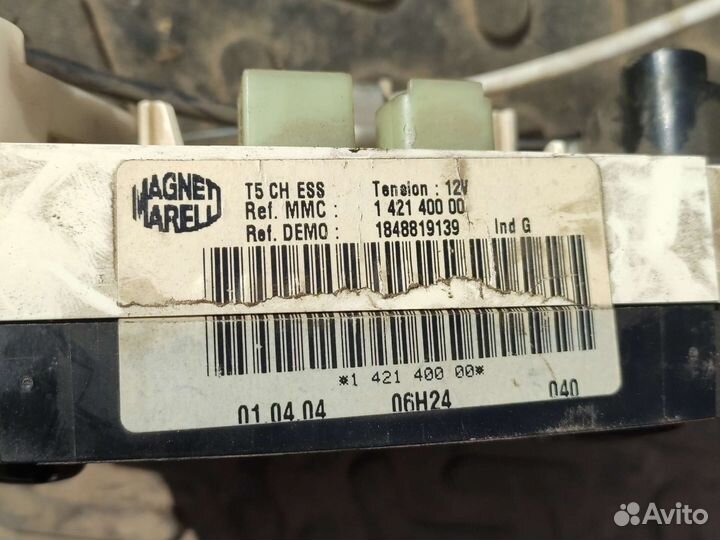 MAGNETI
MARELLI
T5 CH ESS Tension : 12V
Ref. MMC : 1 421 400 00
Ref. DEMO : 1848819139 Ind G
*1 421 400 00*
01.04.04 06H24 040
Avito